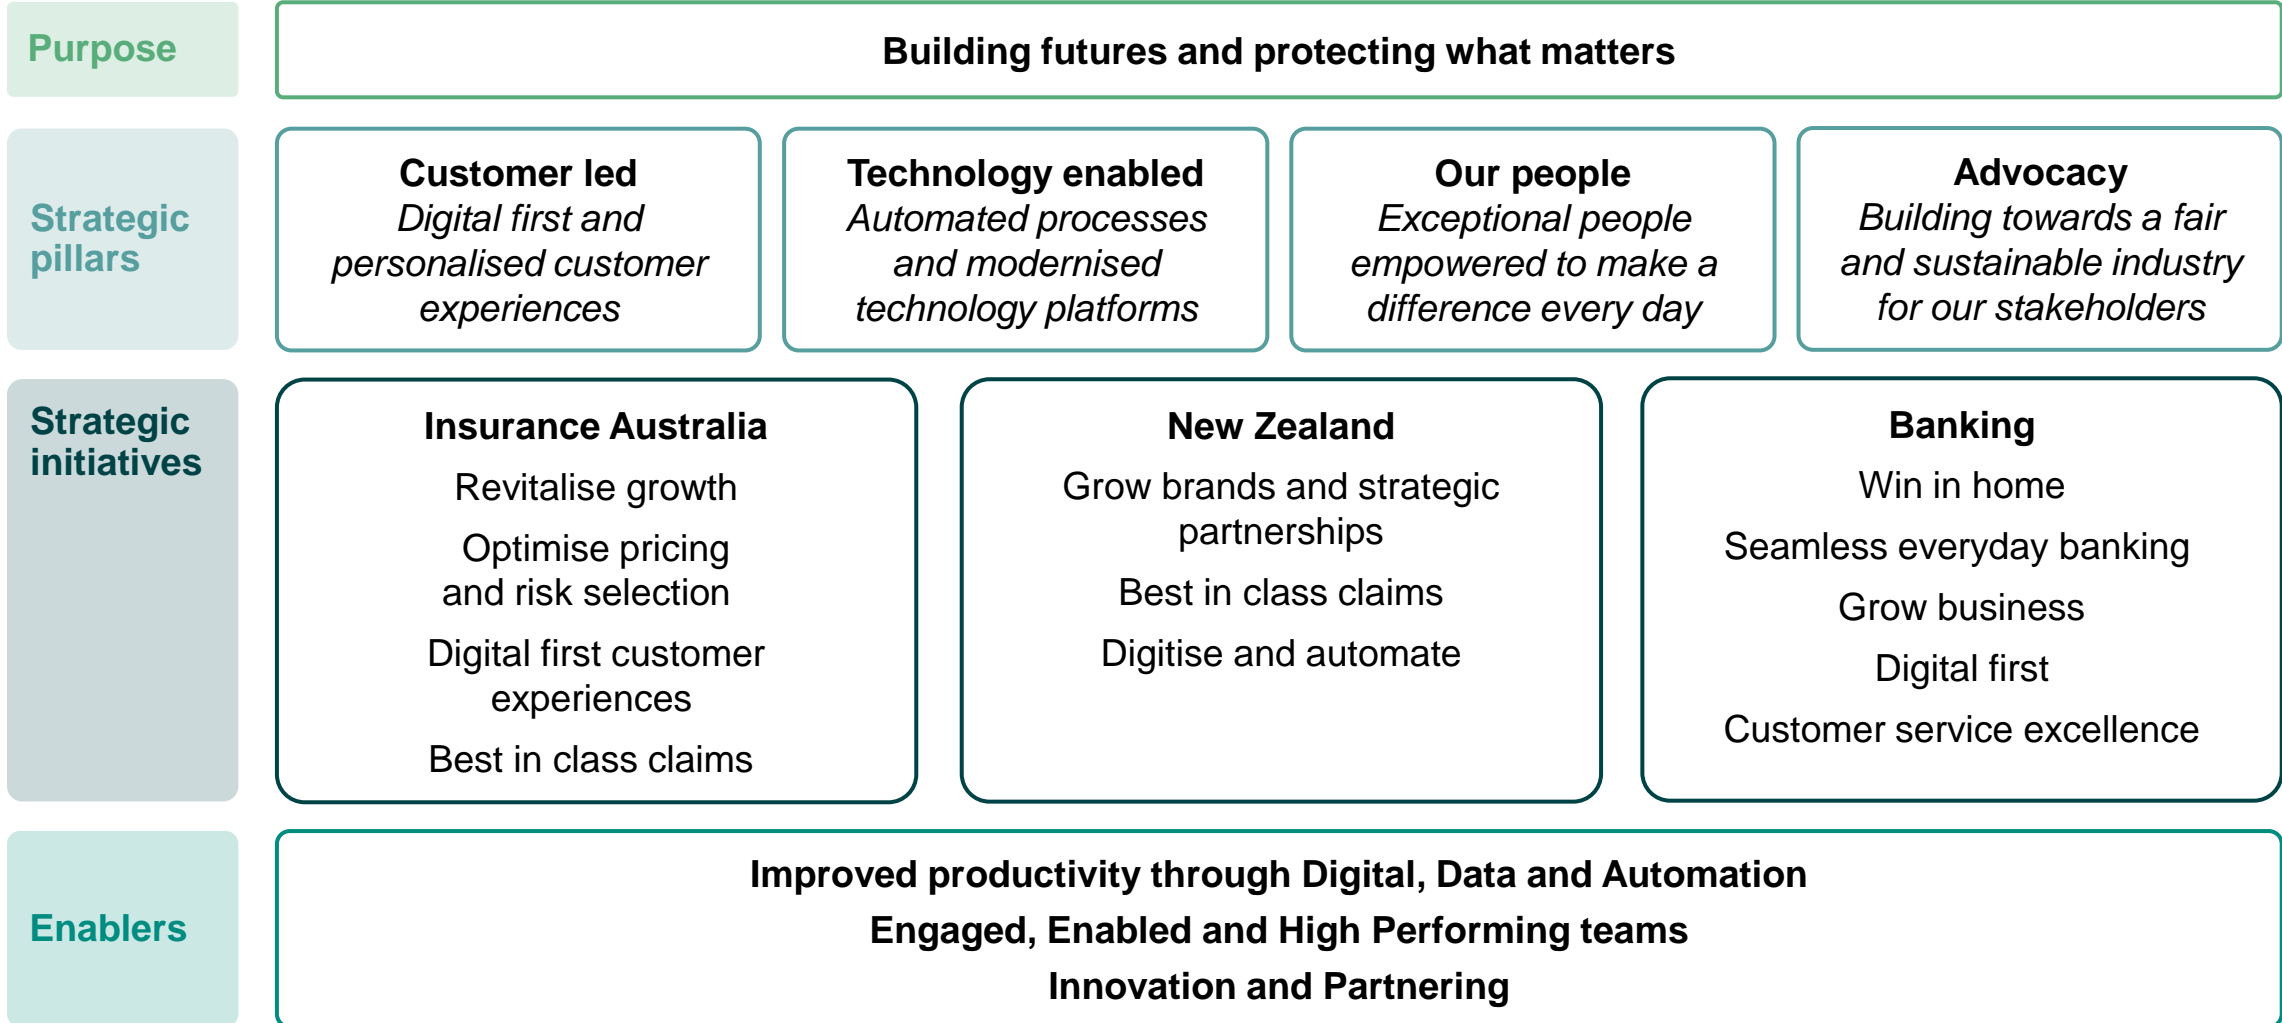 Purpose
Building futures and protecting what matters
Strategic
pillars
Customer led
Digital first and
personalised customer
experiences
Technology enabled
Automated processes
and modernised
technology platforms
Our people
Exceptional people
empowered to make a
difference every day
Advocacy
Building towards a fair
and sustainable industry
for our stakeholders
Strategic
initiatives
Insurance Australia
Revitalise growth
Optimise pricing
and risk selection
Digital first customer
experiences
Best in class claims
New Zealand
Grow brands and strategic
partnerships
Best in class claims
Digitise and automate
Banking
Win in home
Seamless everyday banking
Grow business
Digital first
Customer service excellence
Enablers
Improved productivity through Digital, Data and Automation
Engaged, Enabled and High Performing teams
Innovation and Partnering